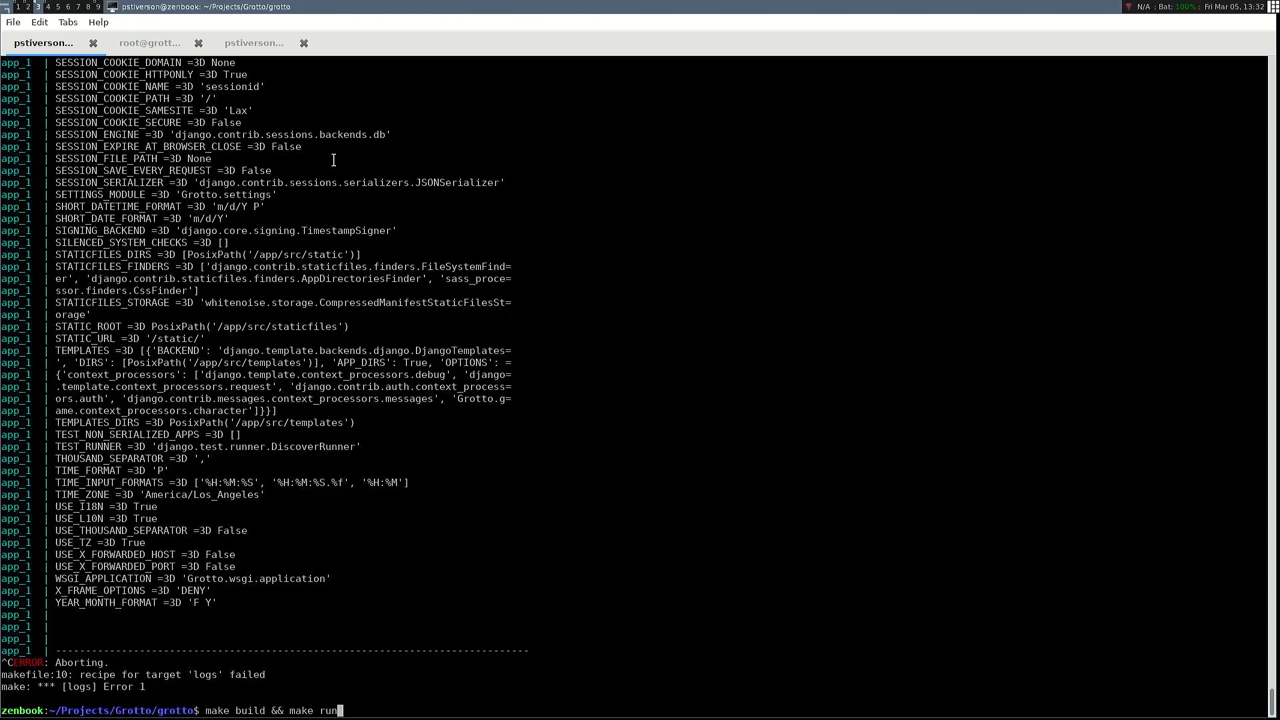 1 2 3 4 5 6 7 8 9 pstiverson@zenbook: ~/Projects/Grotto/grotto N/A : Bat: 100% : Fri Mar 05, 13:32
File Edit Tabs Help
pstiverson... root@grott... pstiverson...
app_1 | SESSION_COOKIE_DOMAIN =3D None
app_1 | SESSION_COOKIE_HTTPONLY =3D True
app_1 | SESSION_COOKIE_NAME =3D 'sessionid'
app_1 | SESSION_COOKIE_PATH =3D '/'
app_1 | SESSION_COOKIE_SAMESITE =3D 'Lax'
app_1 | SESSION_COOKIE_SECURE =3D False
app_1 | SESSION_ENGINE =3D 'django.contrib.sessions.backends.db'
app_1 | SESSION_EXPIRE_AT_BROWSER_CLOSE =3D False
app_1 | SESSION_FILE_PATH =3D None
app_1 | SESSION_SAVE_EVERY_REQUEST =3D False
app_1 | SESSION_SERIALIZER =3D 'django.contrib.sessions.serializers.JSONSerializer'
app_1 | SETTINGS_MODULE =3D 'Grotto.settings'
app_1 | SHORT_DATETIME_FORMAT =3D 'm/d/Y P'
app_1 | SHORT_DATE_FORMAT =3D 'm/d/Y'
app_1 | SIGNING_BACKEND =3D 'django.core.signing.TimestampSigner'
app_1 | SILENCED_SYSTEM_CHECKS =3D []
app_1 | STATICFILES_DIRS =3D [PosixPath('/app/src/static')]
app_1 | STATICFILES_FINDERS =3D ['django.contrib.staticfiles.finders.FileSystemFind=
app_1 | er', 'django.contrib.staticfiles.finders.AppDirectoriesFinder', 'sass_proce=
app_1 | ssor.finders.CssFinder']
app_1 | STATICFILES_STORAGE =3D 'whitenoise.storage.CompressedManifestStaticFilesSt=
app_1 | orage'
app_1 | STATIC_ROOT =3D PosixPath('/app/src/staticfiles')
app_1 | STATIC_URL =3D '/static/'
app_1 | TEMPLATES =3D [{'BACKEND': 'django.template.backends.django.DjangoTemplates=
app_1 | ', 'DIRS': [PosixPath('/app/src/templates')], 'APP_DIRS': True, 'OPTIONS': =
app_1 | {'context_processors': ['django.template.context_processors.debug', 'django=
app_1 | .template.context_processors.request', 'django.contrib.auth.context_process=
app_1 | ors.auth', 'django.contrib.messages.context_processors.messages', 'Grotto.g=
app_1 | ame.context_processors.character']}}]
app_1 | TEMPLATES_DIRS =3D PosixPath('/app/src/templates')
app_1 | TEST_NON_SERIALIZED_APPS =3D []
app_1 | TEST_RUNNER =3D 'django.test.runner.DiscoverRunner'
app_1 | THOUSAND_SEPARATOR =3D ','
app_1 | TIME_FORMAT =3D 'P'
app_1 | TIME_INPUT_FORMATS =3D ['%H:%M:%S', '%H:%M:%S.%f', '%H:%M']
app_1 | TIME_ZONE =3D 'America/Los_Angeles'
app_1 | USE_I18N =3D True
app_1 | USE_L10N =3D True
app_1 | USE_THOUSAND_SEPARATOR =3D False
app_1 | USE_TZ =3D True
app_1 | USE_X_FORWARDED_HOST =3D False
app_1 | USE_X_FORWARDED_PORT =3D False
app_1 | WSGI_APPLICATION =3D 'Grotto.wsgi.application'
app_1 | X_FRAME_OPTIONS =3D 'DENY'
app_1 | YEAR_MONTH_FORMAT =3D 'F Y'
app_1 |
app_1 |
app_1 |
app_1 | -------------------------------------------------------------------------------
^CERROR: Aborting.
makefile:10: recipe for target 'logs' failed
make: *** [logs] Error 1
zenbook:~/Projects/Grotto/grotto$ make build && make run